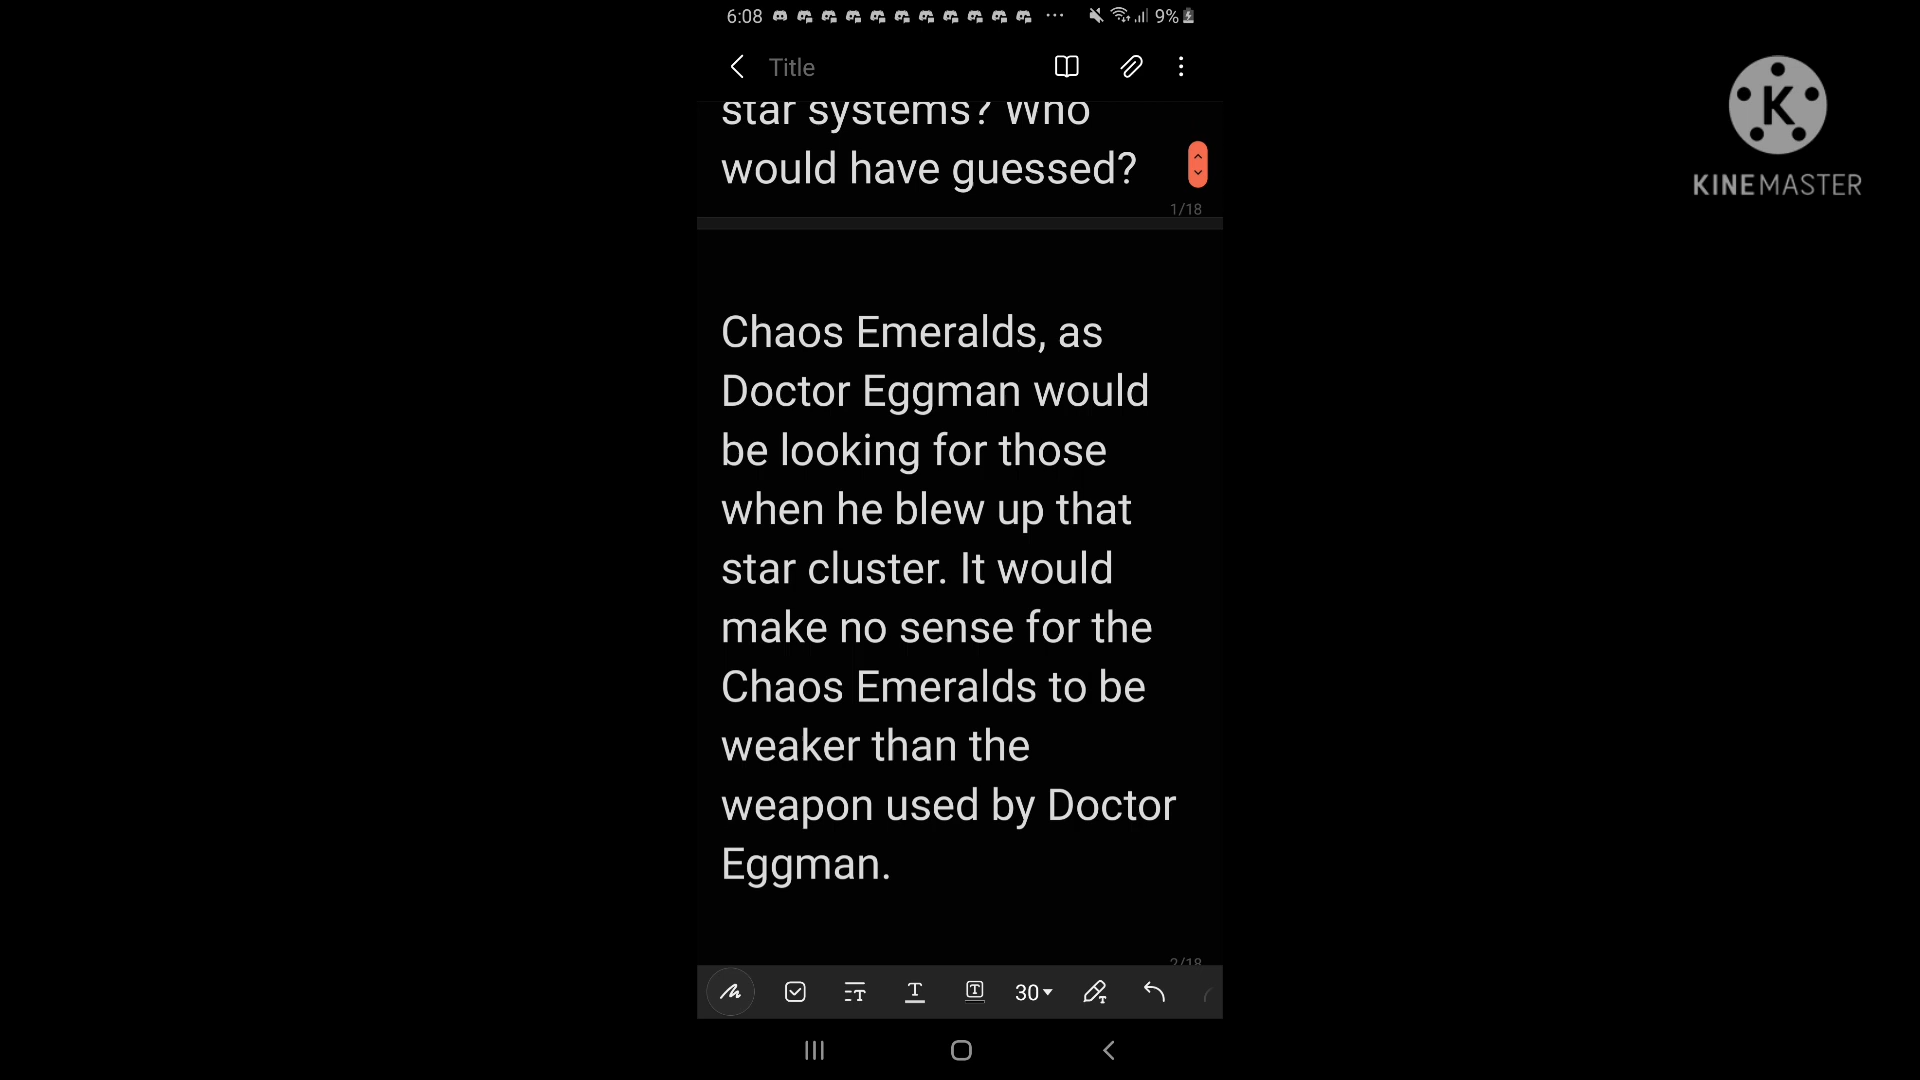 6:08
9%
Title
star systems? Who
would have guessed?
1/18
Chaos Emeralds, as
Doctor Eggman would
be looking for those
when he blew up that
star cluster. It would
make no sense for the
Chaos Emeralds to be
weaker than the
weapon used by Doctor
Eggman.
2/18
30
K
KINEMASTER